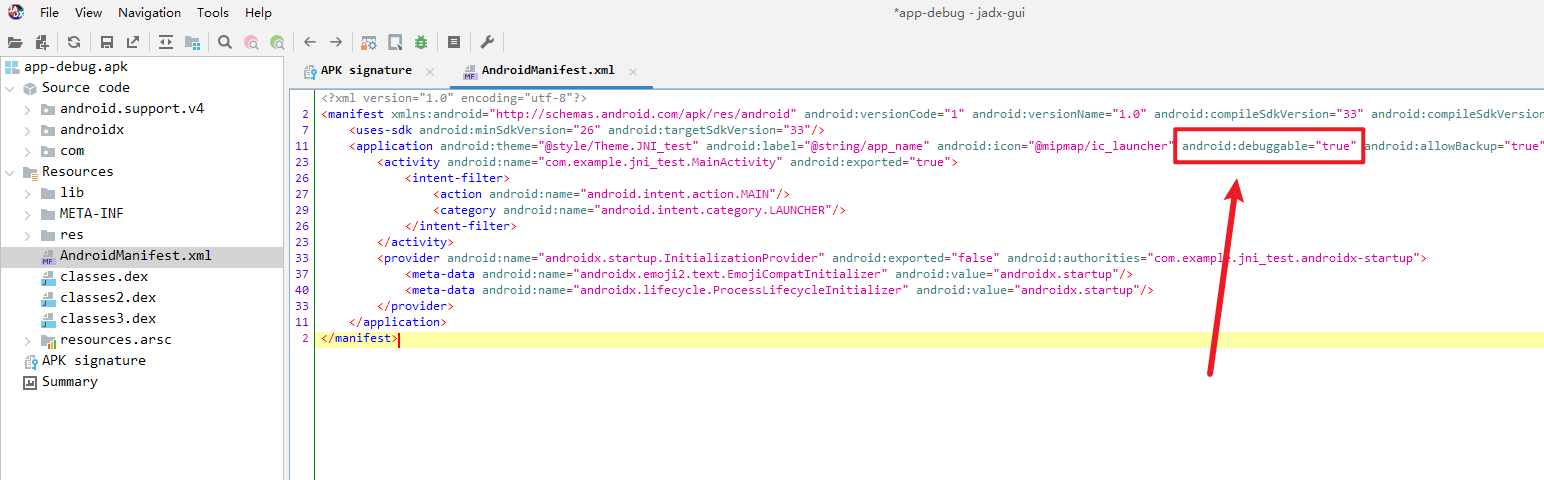 File View Navigation Tools Help *app-debug - jadx-gui
app-debug.apk
Source code
android.support.v4
androidx
com
Resources
lib
META-INF
res
AndroidManifest.xml
classes.dex
classes2.dex
classes3.dex
resources.arsc
APK signature
Summary
APK signature AndroidManifest.xml
<?xml version="1.0" encoding="utf-8"?>
2 <manifest xmlns:android="http://schemas.android.com/apk/res/android" android:versionCode="1" android:versionName="1.0" android:compileSdkVersion="33" android:compileSdkVersion
7 <uses-sdk android:minSdkVersion="26" android:targetSdkVersion="33"/>
11 <application android:theme="@style/Theme.JNI_test" android:label="@string/app_name" android:icon="@mipmap/ic_launcher" android:debuggable="true" android:allowBackup="true"
23 <activity android:name="com.example.jni_test.MainActivity" android:exported="true">
26 <intent-filter>
27 <action android:name="android.intent.action.MAIN"/>
29 <category android:name="android.intent.category.LAUNCHER"/>
26 </intent-filter>
23 </activity>
33 <provider android:name="androidx.startup.InitializationProvider" android:exported="false" android:authorities="com.example.jni_test.androidx-startup">
37 <meta-data android:name="androidx.emoji2.text.EmojiCompatInitializer" android:value="androidx.startup"/>
40 <meta-data android:name="androidx.lifecycle.ProcessLifecycleInitializer" android:value="androidx.startup"/>
33 </provider>
11 </application>
2 </manifest>